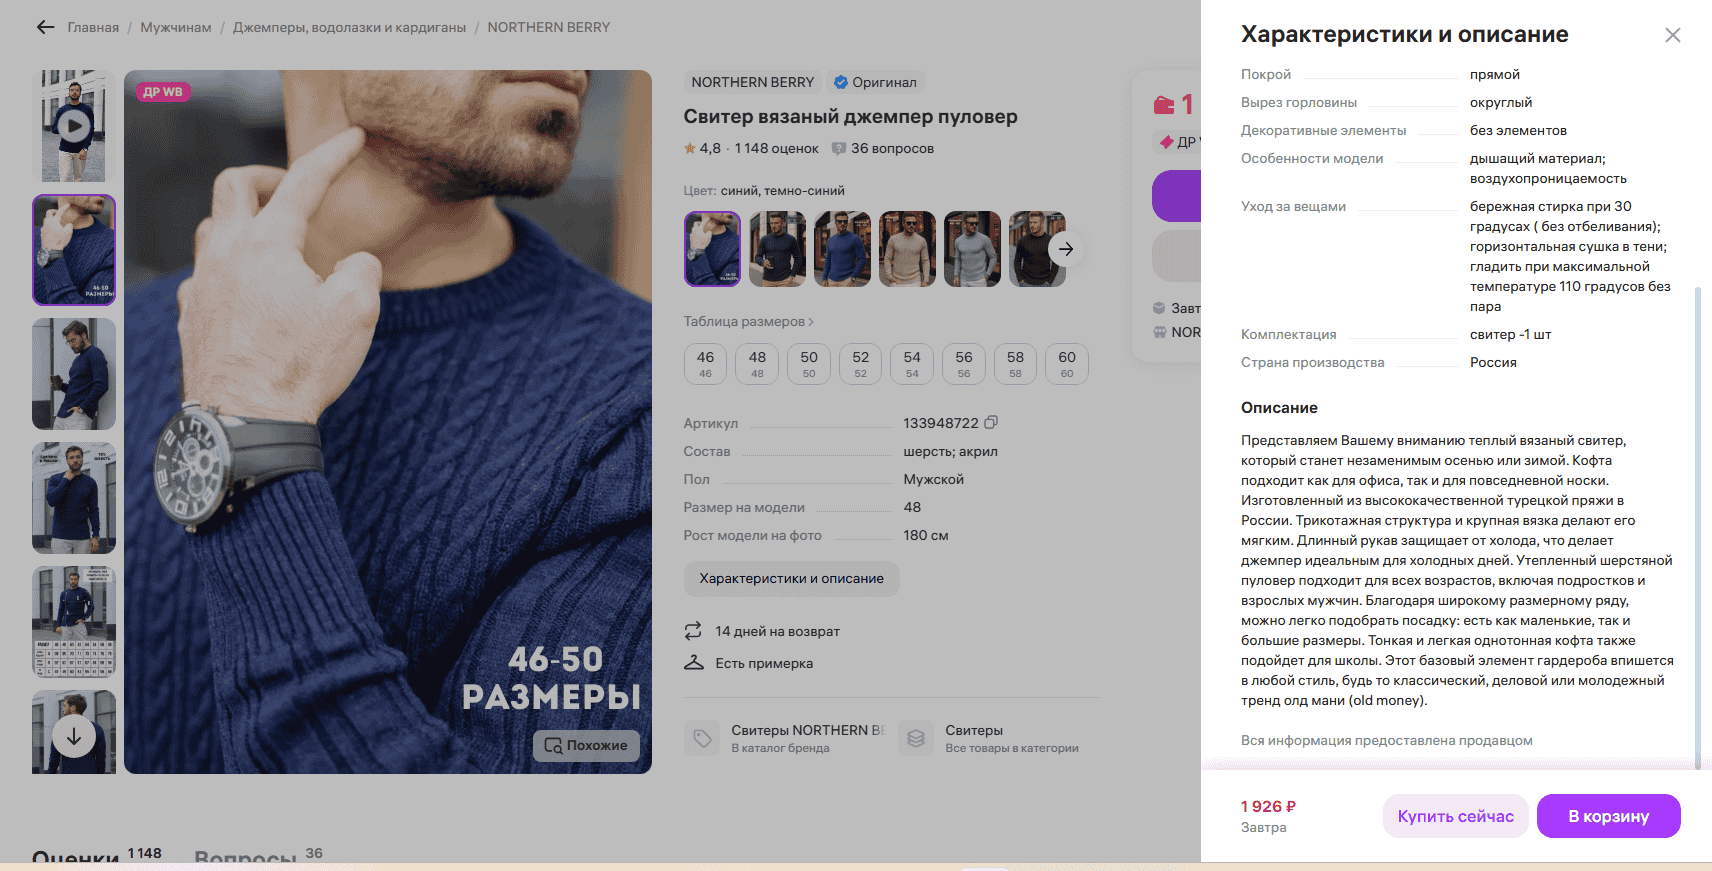 Главная / Мужчинам / Джемперы, водолазки и кардиганы / NORTHERN BERRY
ДР WB
46-50
РАЗМЕРЫ
Похожие
46-50
РАЗМЕРЫ
NORTHERN BERRY
Оригинал
Свитер вязаный джемпер пуловер
4,8 · 1 148 оценок
36 вопросов
Цвет: синий, темно-синий
Таблица размеров
46 48 50 52 54 56 58 60
46 48 50 52 54 56 58 60
Артикул 133948722
Состав шерсть; акрил
Пол Мужской
Размер на модели 48
Рост модели на фото 180 см
Характеристики и описание
14 дней на возврат
Есть примерка
Свитеры NORTHERN
В каталог бренда
Свитеры
Все товары в категории
Оценки 1 148
Вопросы 36
1
ДР
Завт
NOR
Характеристики и описание
Покрой прямой
Вырез горловины округлый
Декоративные элементы без элементов
Особенности модели дышащий материал;
воздухопроницаемость
Уход за вещами бережная стирка при 30
градусах ( без отбеливания);
горизонтальная сушка в тени;
гладить при максимальной
температуре 110 градусов без
пара
Комплектация свитер -1 шт
Страна производства Россия
Описание
Представляем Вашему вниманию теплый вязаный свитер,
который станет незаменимым осенью или зимой. Кофта
подходит как для офиса, так и для повседневной носки.
Изготовленный из высококачественной турецкой пряжи в
России. Трикотажная структура и крупная вязка делают его
мягким. Длинный рукав защищает от холода, что делает
джемпер идеальным для холодных дней. Утепленный шерстяной
пуловер подходит для всех возрастов, включая подростков и
взрослых мужчин. Благодаря широкому размерному ряду,
можно легко подобрать посадку: есть как маленькие, так и
большие размеры. Тонкая и легкая однотонная кофта также
подойдет для школы. Этот базовый элемент гардероба впишется
в любой стиль, будь то классический, деловой или молодежный
тренд олд мани (old money).
Вся информация предоставлена продавцом
1 926 ₽
Завтра
Купить сейчас
В корзину